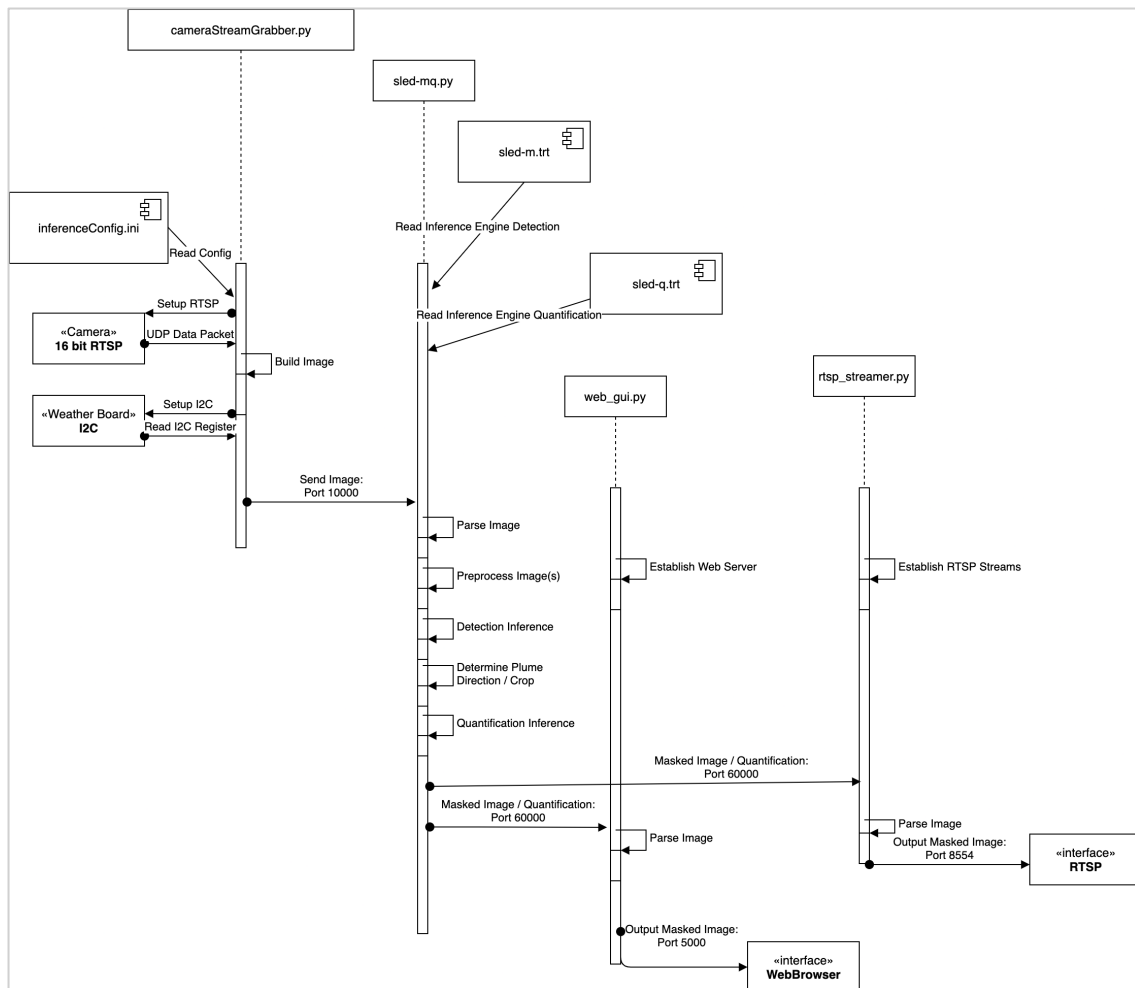 cameraStreamGrabber.py
sled-mq.py
sled-m.trt
inferenceConfig.ini
Read Inference Engine Detection
Read Config
sled-q.trt
Setup RTSP
Read Inference Engine Quantification
«Camera»
16 bit RTSP
UDP Data Packet
Build Image
rtsp_streamer.py
web_gui.py
Setup I2C
«Weather Board»
I2C
Read I2C Register
Send Image:
Port 10000
Parse Image
Establish Web Server
Establish RTSP Streams
Preprocess Image(s)
Detection Inference
Determine Plume
Direction / Crop
Quantification Inference
Masked Image / Quantification:
Port 60000
Masked Image / Quantification:
Port 60000
Parse Image
Parse Image
Output Masked Image:
Port 8554
«interface»
RTSP
Output Masked Image:
Port 5000
«interface»
WebBrowser